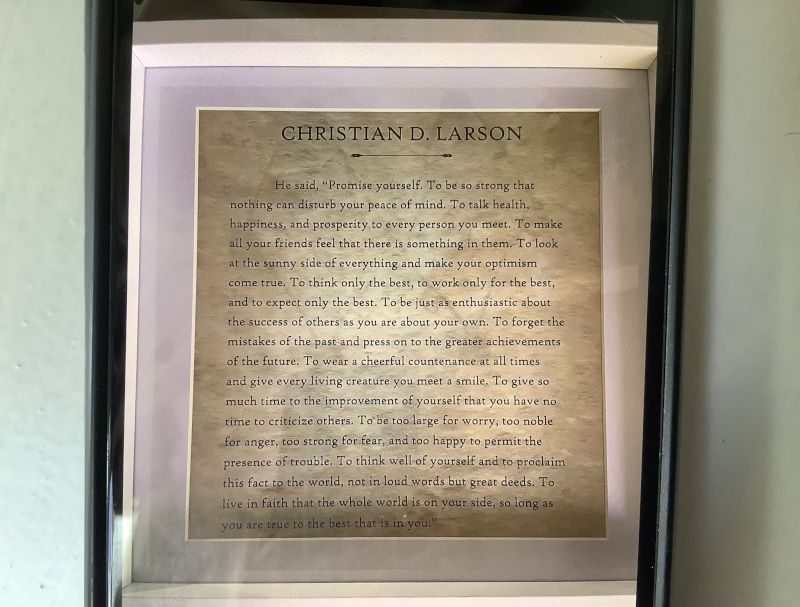 CHRISTIAN D. LARSON
He said, “Promise yourself. To be so strong that
nothing can disturb your peace of mind. To talk health,
happiness, and prosperity to every person you meet. To make
all your friends feel that there is something in them. To look
at the sunny side of everything and make your optimism
come true. To think only the best, to work only for the best,
and to expect only the best. To be just as enthusiastic about
the success of others as you are about your own. To forget the
mistakes of the past and press on to the greater achievements
of the future. To wear a cheerful countenance at all times
and give every living creature you meet a smile. To give so
much time to the improvement of yourself that you have no
time to criticize others. To be too large for worry, too noble
for anger, too strong for fear, and too happy to permit the
presence of trouble. To think well of yourself and to proclaim
this fact to the world, not in loud words but great deeds. To
live in faith that the whole world is on your side, so long as
you are true to the best that is in you.”